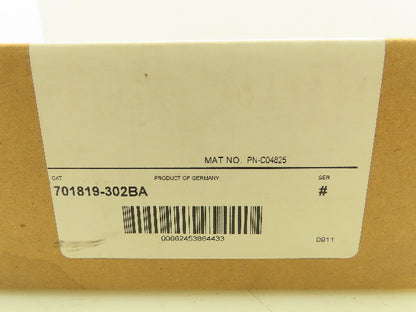 MAT NO. PN-C04825
CAT. PRODUCT OF GERMANY SER
701819-302BA #
00662453864433
0911